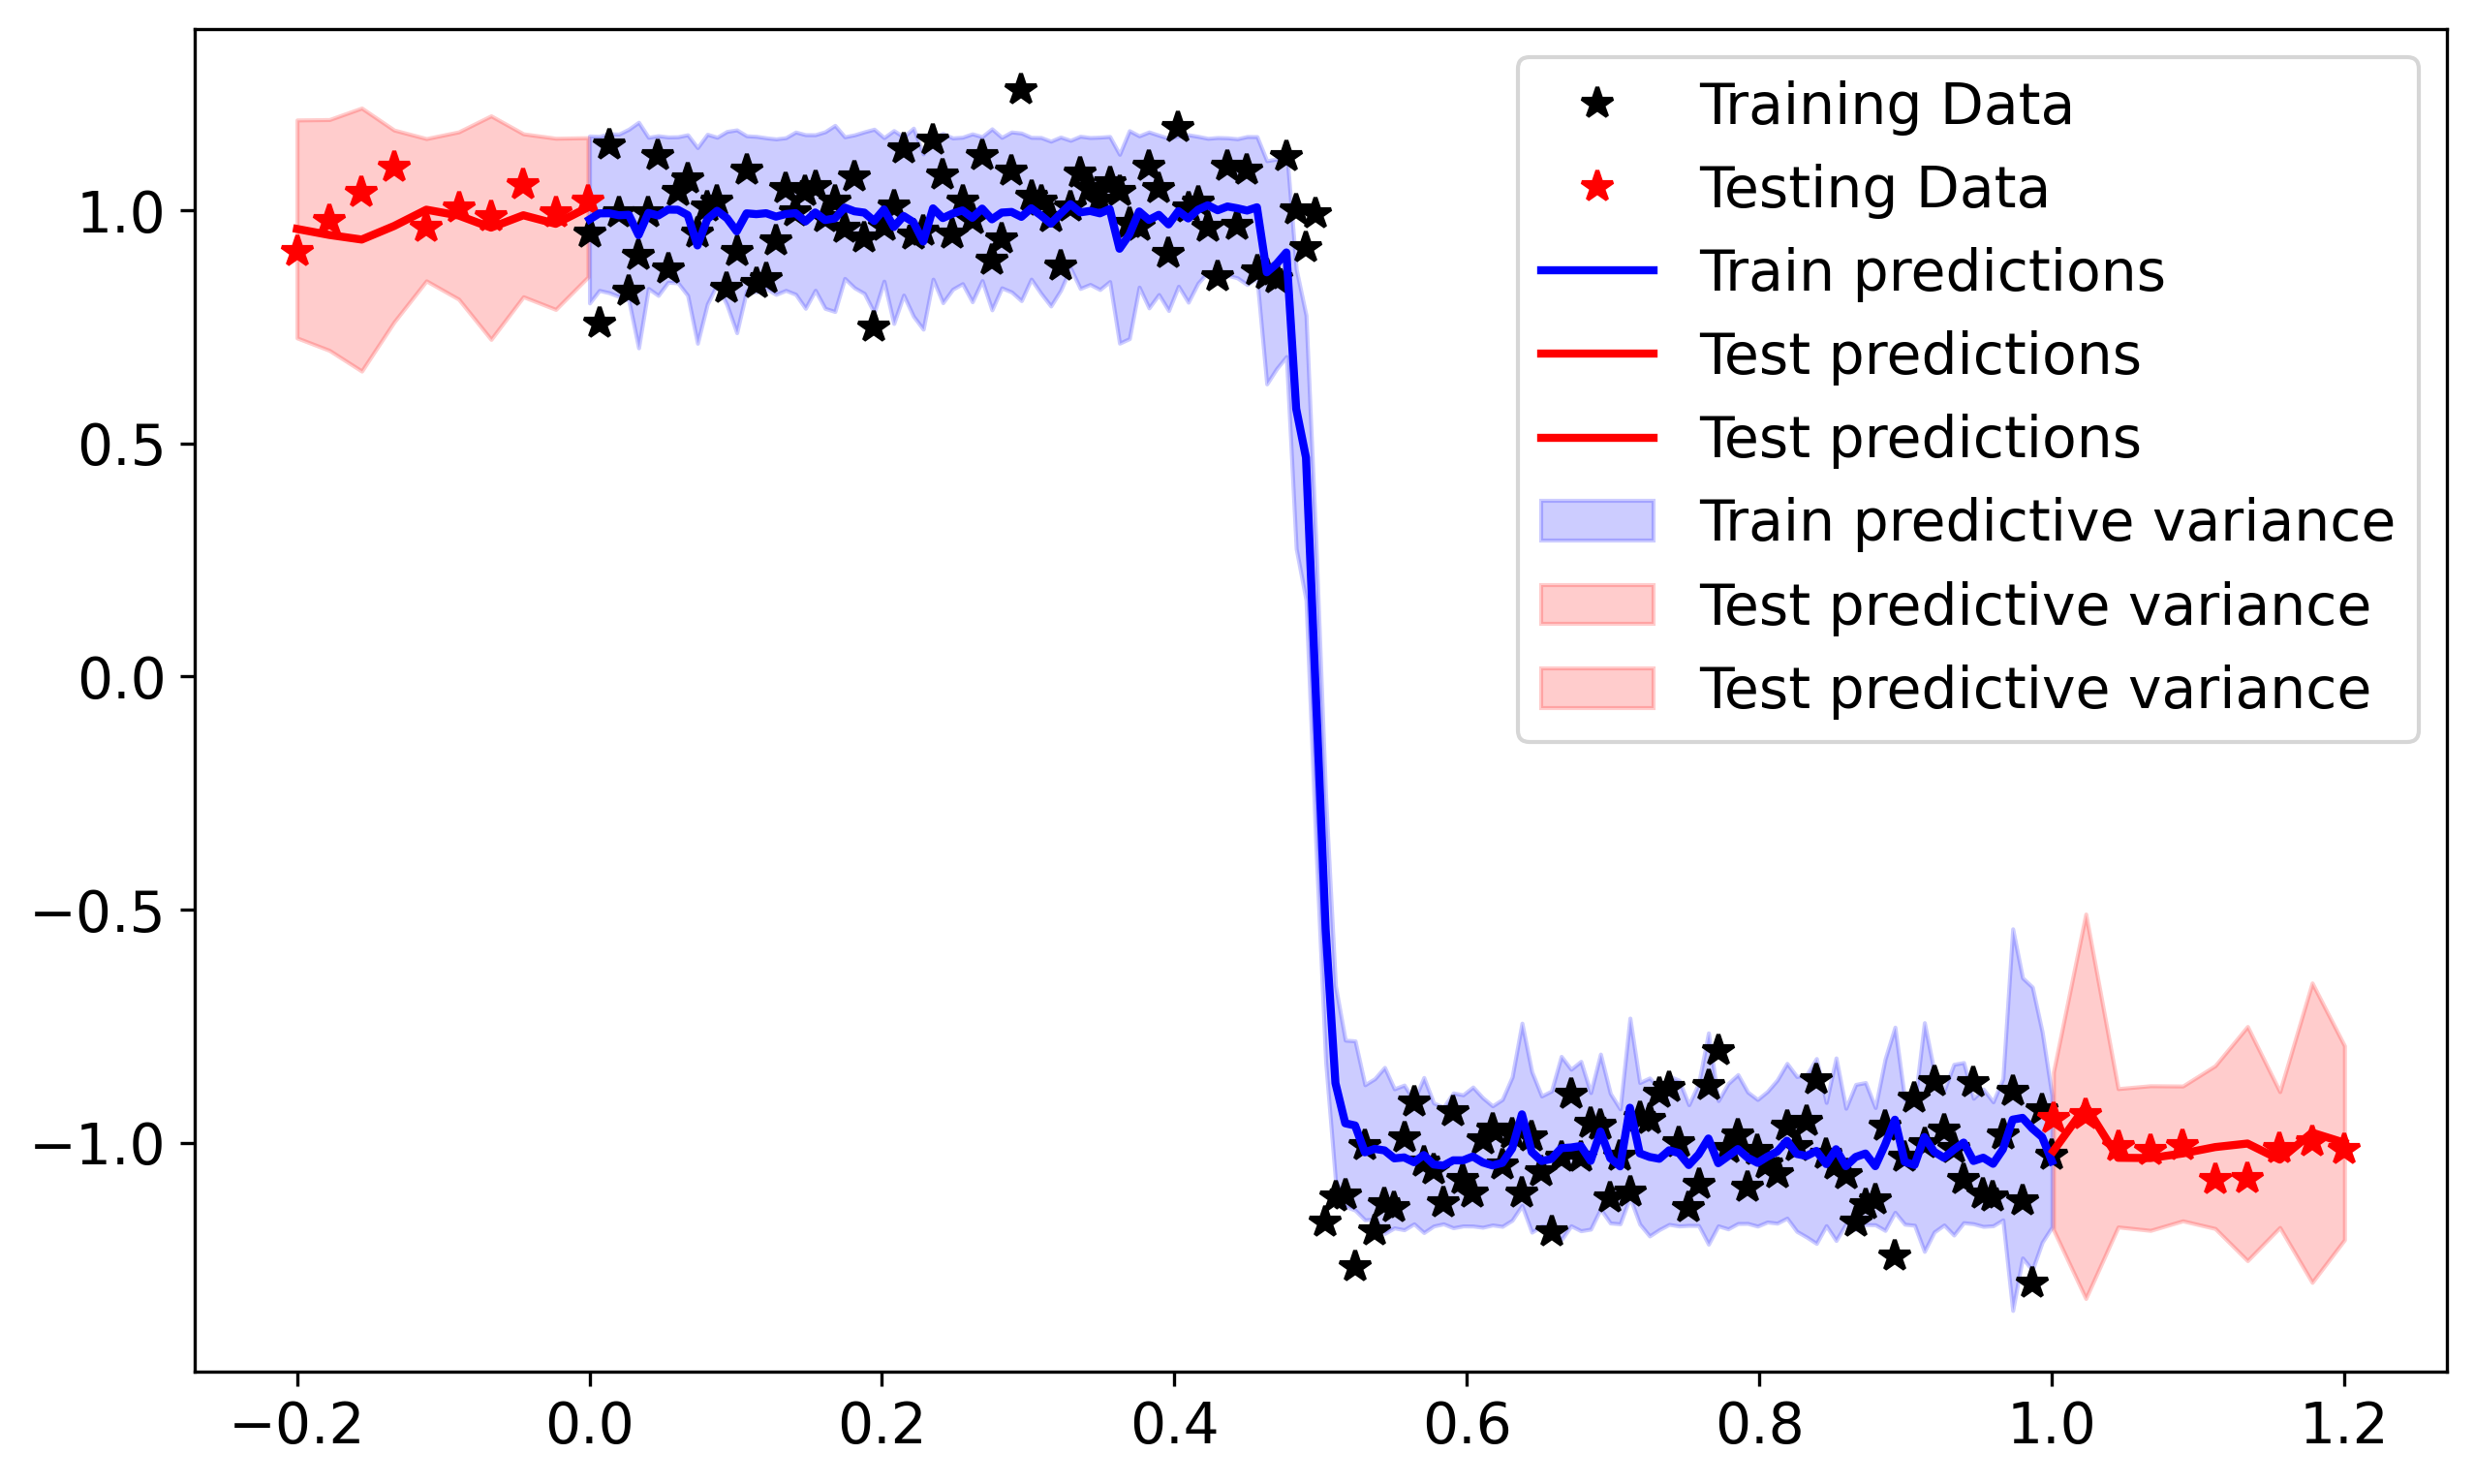 Training Data
Testing Data
Train predictions
Test predictions
Test predictions
Train predictive variance
Test predictive variance
Test predictive variance
1.0
0.5
0.0
−0.5
−1.0
−0.2 0.0 0.2 0.4 0.6 0.8 1.0 1.2